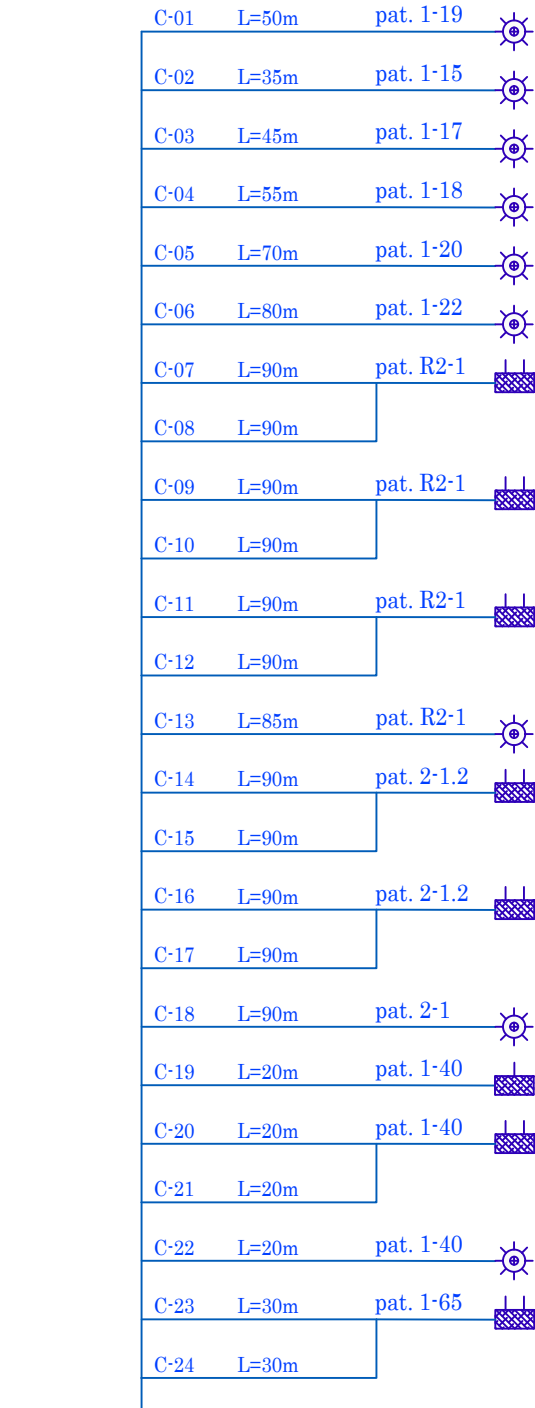 C-01 L=50m pat. 1-19
C-02 L=35m pat. 1-15
C-03 L=45m pat. 1-17
C-04 L=55m pat. 1-18
C-05 L=70m pat. 1-20
C-06 L=80m pat. 1-22
C-07 L=90m pat. R2-1
C-08 L=90m
C-09 L=90m pat. R2-1
C-10 L=90m
C-11 L=90m pat. R2-1
C-12 L=90m
C-13 L=85m pat. R2-1
C-14 L=90m pat. 2-1.2
C-15 L=90m
C-16 L=90m pat. 2-1.2
C-17 L=90m
C-18 L=90m pat. 2-1
C-19 L=20m pat. 1-40
C-20 L=20m pat. 1-40
C-21 L=20m
C-22 L=20m pat. 1-40
C-23 L=30m pat. 1-65
C-24 L=30m